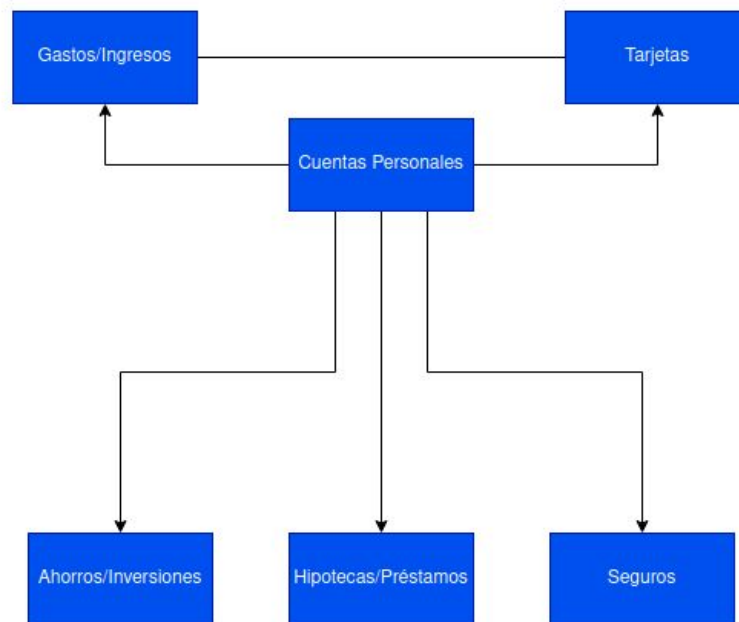 Gastos/Ingresos
Tarjetas
Cuentas Personales
Ahorros/Inversiones
Hipotecas/Préstamos
Seguros